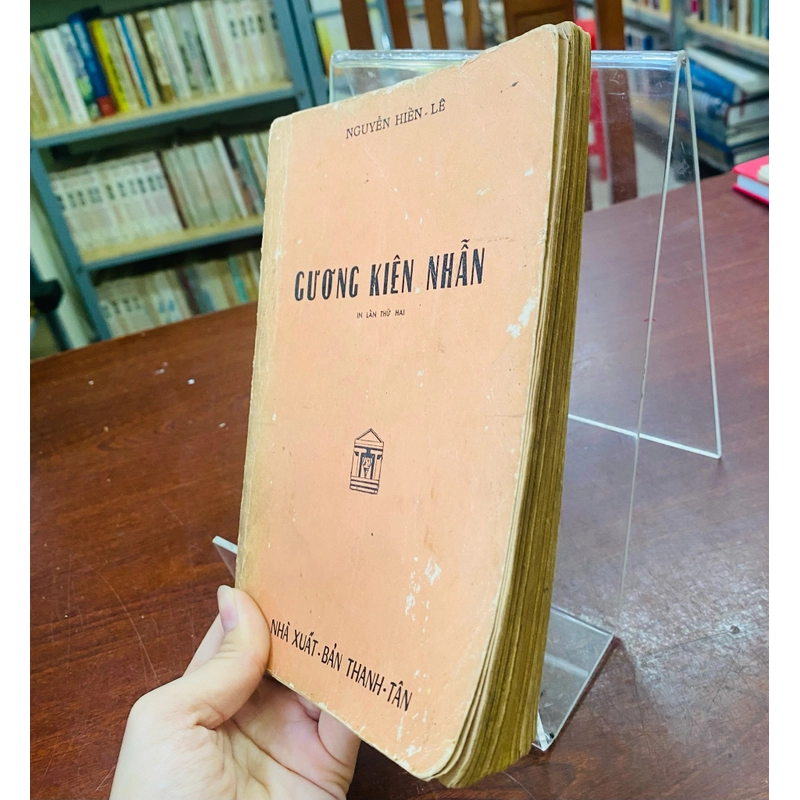 NGUYỄN HIẾN - LÊ
GƯƠNG KIÊN NHẪN
IN LẦN THỨ HAI
NHÀ XUẤT - BẢN THANH - TÂN